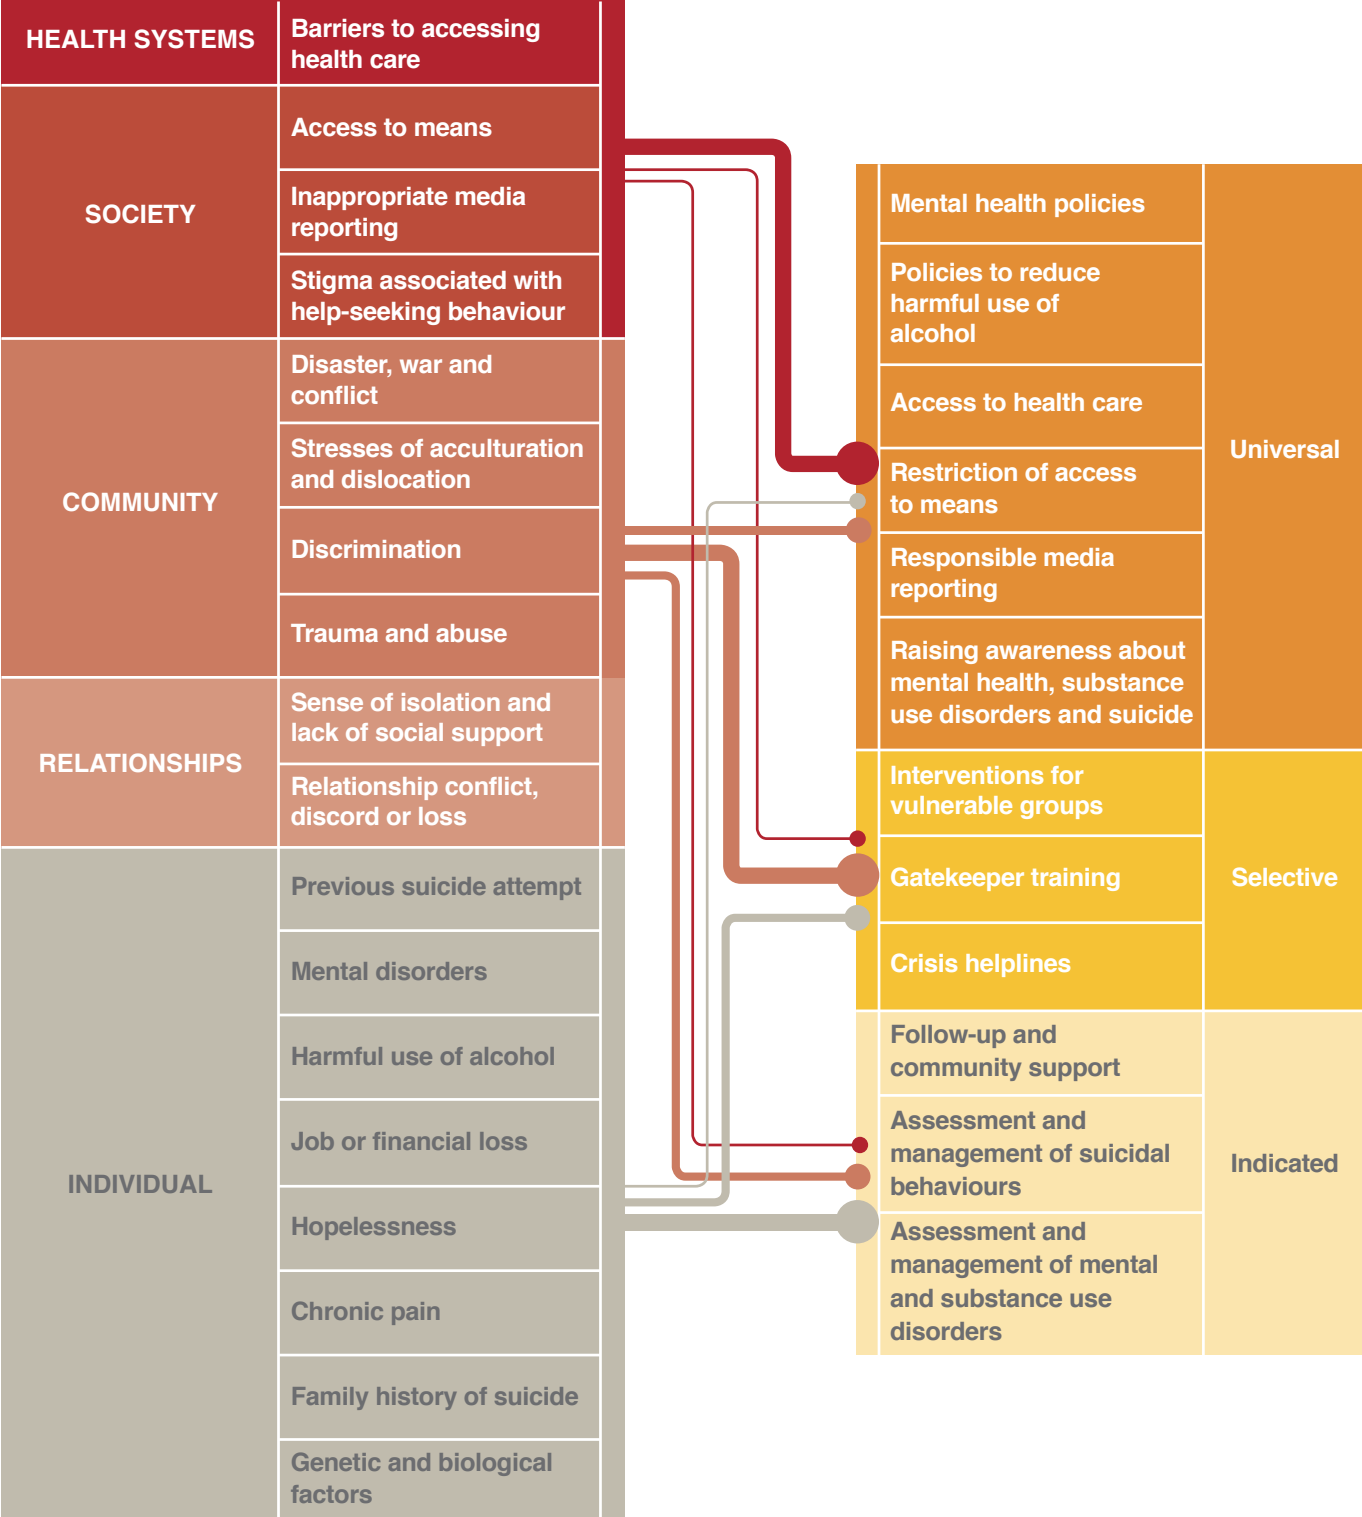 HEALTH SYSTEMS
Barriers to accessing
health care
SOCIETY
Access to means
Inappropriate media
reporting
Stigma associated with
help-seeking behaviour
COMMUNITY
Disaster, war and
conflict
Stresses of acculturation
and dislocation
Discrimination
Trauma and abuse
RELATIONSHIPS
Sense of isolation and
lack of social support
Relationship conflict,
discord or loss
INDIVIDUAL
Previous suicide attempt
Mental disorders
Harmful use of alcohol
Job or financial loss
Hopelessness
Chronic pain
Family history of suicide
Genetic and biological
factors
Mental health policies
Policies to reduce
harmful use of
alcohol
Access to health care
Restriction of access
to means
Responsible media
reporting
Raising awareness about
mental health, substance
use disorders and suicide
Universal
Interventions for
vulnerable groups
Gatekeeper training
Crisis helplines
Selective
Follow-up and
community support
Assessment and
management of suicidal
behaviours
Assessment and
management of mental
and substance use
disorders
Indicated